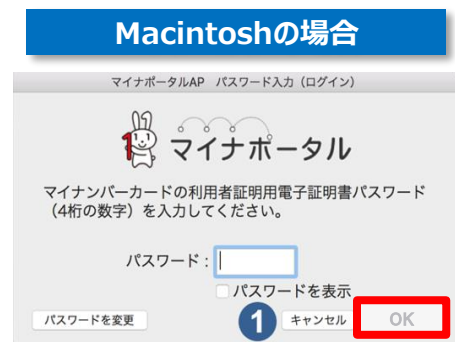 Macintoshの場合
マイナポータルAP パスワード入力（ログイン）
マイナポータル
マイナンバーカードの利用者証明用電子証明書パスワード
（4桁の数字）を入力してください。
パスワード：
パスワードを表示
パスワードを変更 1 キャンセル OK